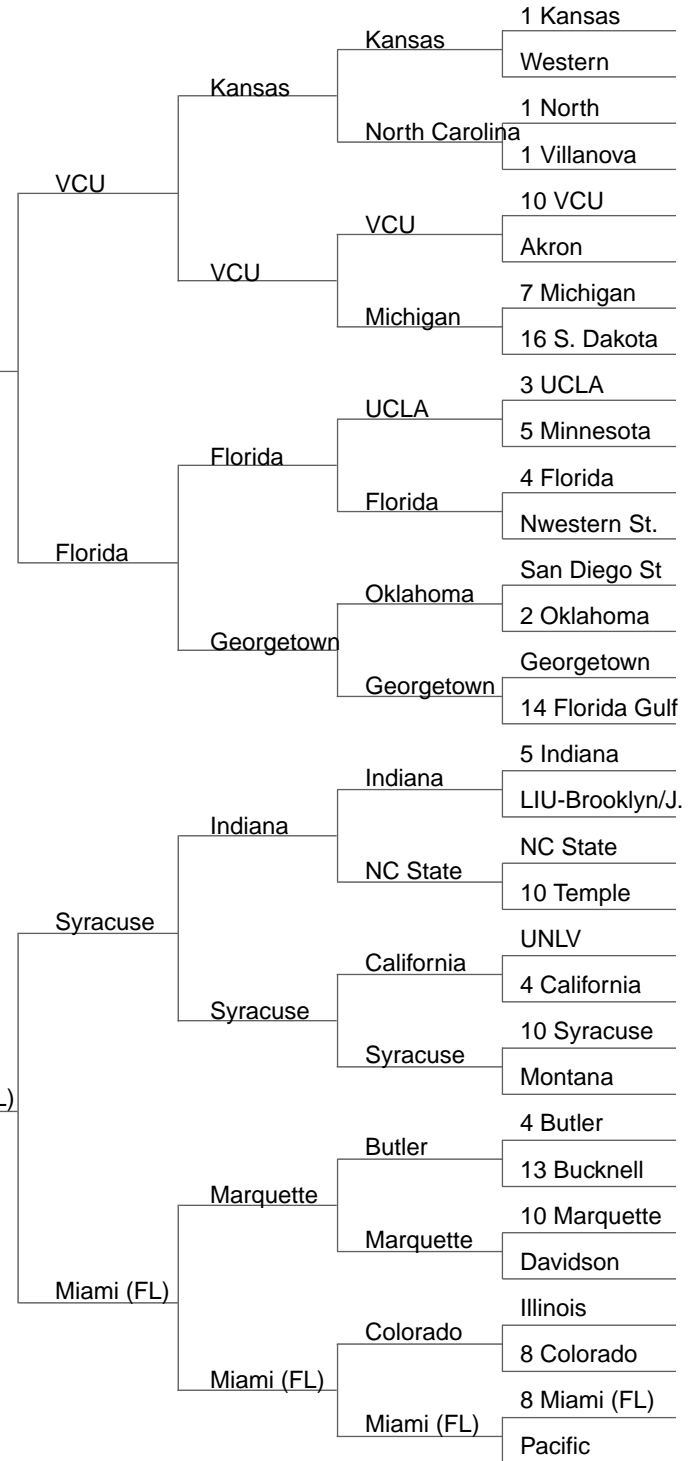 1 Kansas
Kansas
Western
Kansas
1 North
North Carolina
1 Villanova
VCU
10 VCU
VCU
Akron
VCU
7 Michigan
Michigan
16 S. Dakota
3 UCLA
UCLA
5 Minnesota
Florida
4 Florida
Florida
Nwestern St.
Florida
San Diego St
Oklahoma
2 Oklahoma
Georgetown
Georgetown
Georgetown
14 Florida Gulf
5 Indiana
Indiana
LIU-Brooklyn/J.
Indiana
NC State
NC State
10 Temple
Syracuse
UNLV
California
4 California
Syracuse
10 Syracuse
Syracuse
Montana
L)
4 Butler
Butler
13 Bucknell
Marquette
10 Marquette
Marquette
Davidson
Miami (FL)
Illinois
Colorado
8 Colorado
Miami (FL)
8 Miami (FL)
Miami (FL)
Pacific